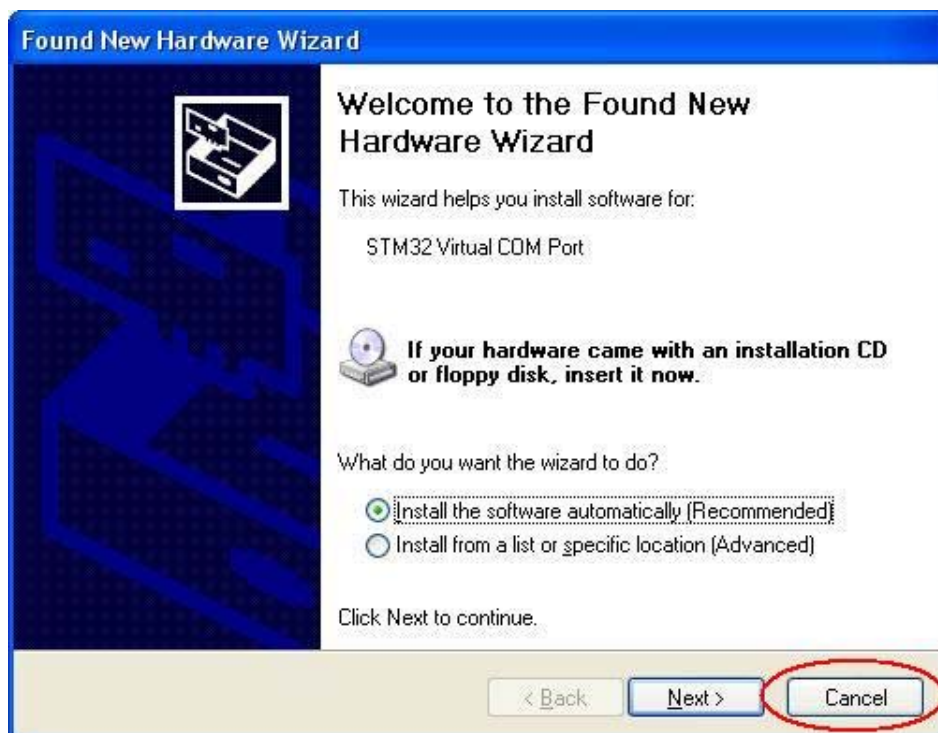 Found New Hardware Wizard
Welcome to the Found New
Hardware Wizard
This wizard helps you install software for:
STM32 Virtual COM Port
If your hardware came with an installation CD
or floppy disk, insert it now.
What do you want the wizard to do?
Install the software automatically (Recommended)
Install from a list or specific location (Advanced)
Click Next to continue.
< Back Next > Cancel